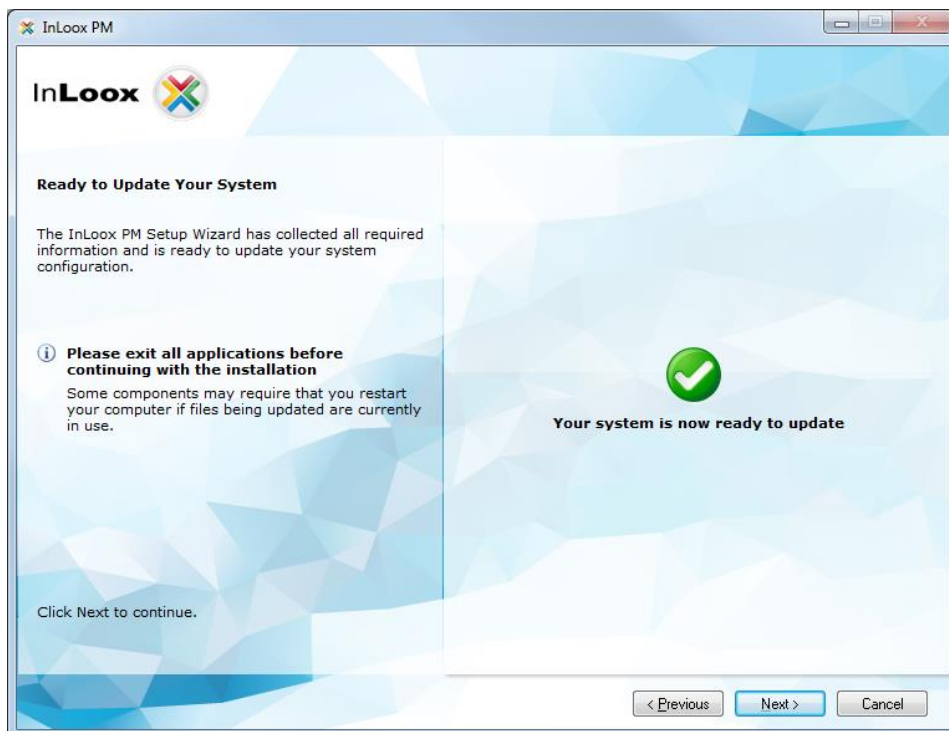 InLoox PM
InLoox
Ready to Update Your System
The InLoox PM Setup Wizard has collected all required
information and is ready to update your system
configuration.
Please exit all applications before
continuing with the installation
Some components may require that you restart
your computer if files being updated are currently
in use.
Your system is now ready to update
Click Next to continue.
< Previous
Next >
Cancel